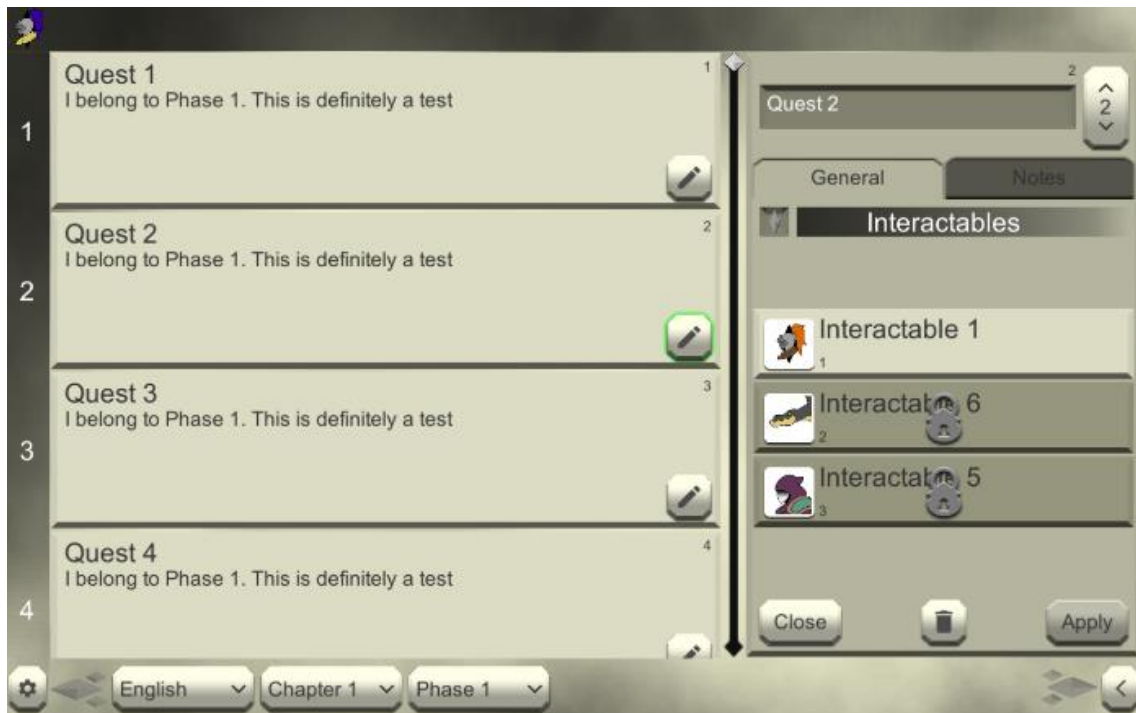 1
Quest 1
1
I belong to Phase 1. This is definitely a test
2
Quest 2
2
I belong to Phase 1. This is definitely a test
3
Quest 3
3
I belong to Phase 1. This is definitely a test
4
Quest 4
4
I belong to Phase 1. This is definitely a test
2
Quest 2
2
General
Notes
Interactables
Interactable 1
1
Interactable 6
2
Interactable 5
3
Close
Apply
English
Chapter 1
Phase 1